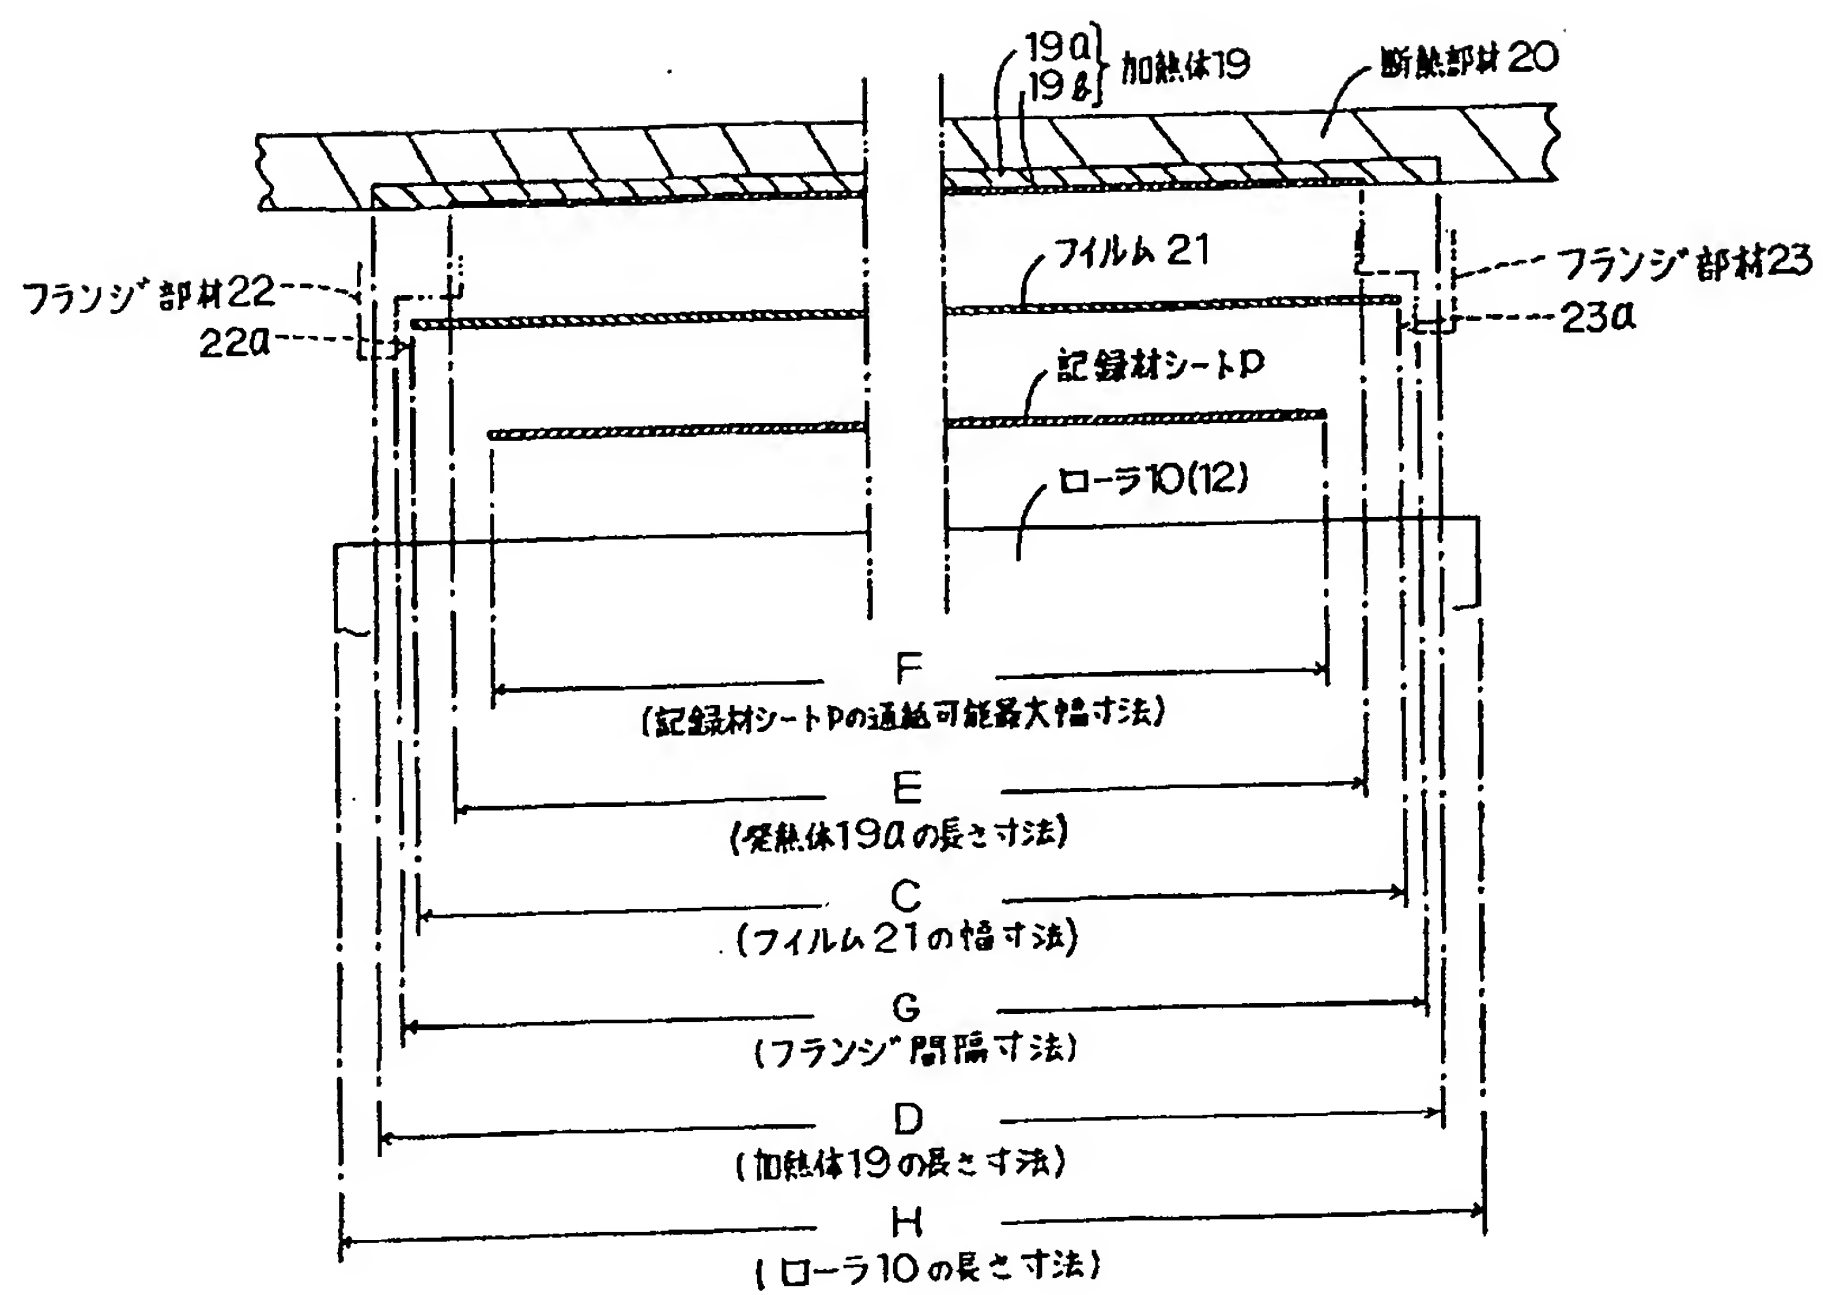 19a
19b
加熱体19
断熱部材20
フィルム21
フランジ部材22
22a
フランジ部材23
23a
記録材シートP
ローラ10(12)
F
(記録材シートPの通紙可能最大幅寸法)
E
(発熱体19aの長さ寸法)
C
(フィルム21の幅寸法)
G
(フランジ間隔寸法)
D
(加熱体19の長さ寸法)
H
(ローラ10の長さ寸法)